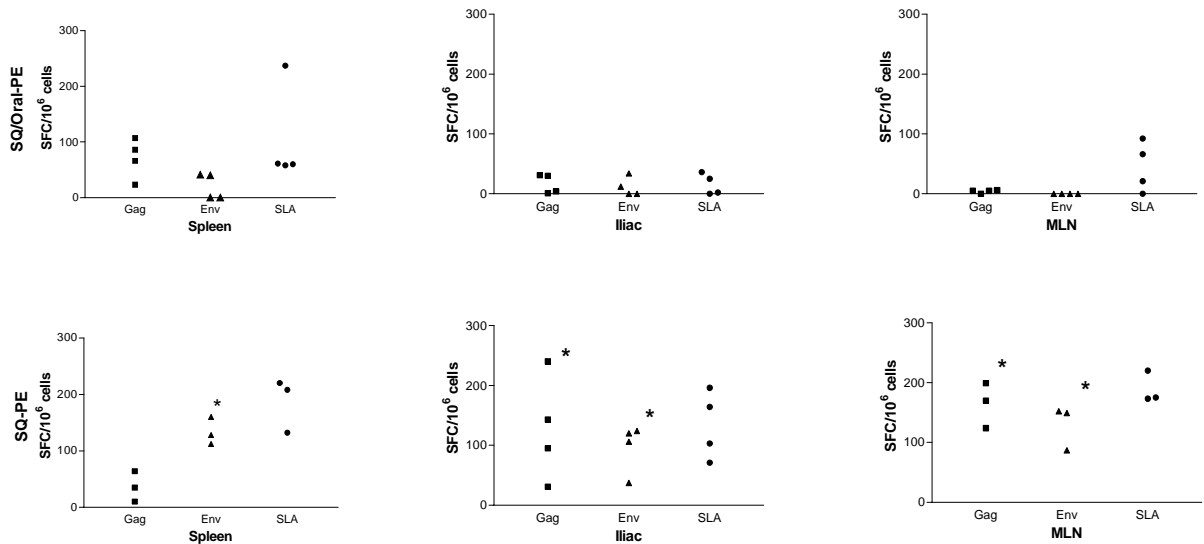 SQ/Oral-PE
SFC/10⁶ cells
300
200
100
0
Gag Env SLA
Spleen
SFC/10⁶ cells
300
200
100
0
Gag Env SLA
Iliac
SFC/10⁶ cells
300
200
100
0
Gag Env SLA
MLN
SQ-PE
SFC/10⁶ cells
300
200
100
0
*
Gag Env SLA
Spleen
SFC/10⁶ cells
300
200
100
0
*
*
Gag Env SLA
Iliac
SFC/10⁶ cells
300
200
100
0
*
*
Gag Env SLA
MLN